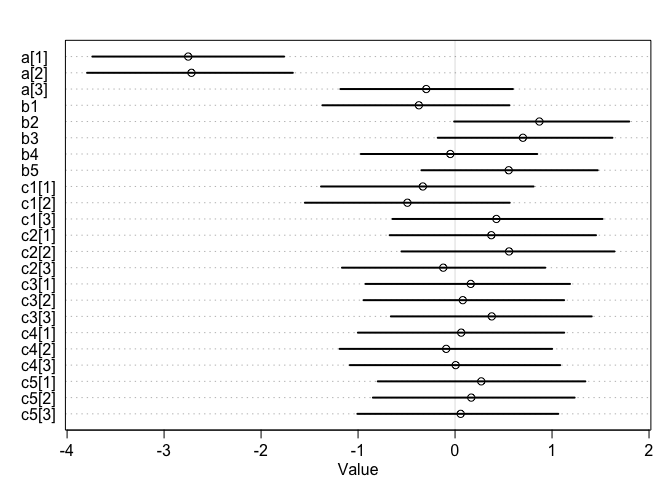 a[1]
a[2]
a[3]
b1
b2
b3
b4
b5
c1[1]
c1[2]
c1[3]
c2[1]
c2[2]
c2[3]
c3[1]
c3[2]
c3[3]
c4[1]
c4[2]
c4[3]
c5[1]
c5[2]
c5[3]
-4 -3 -2 -1 0 1 2
Value